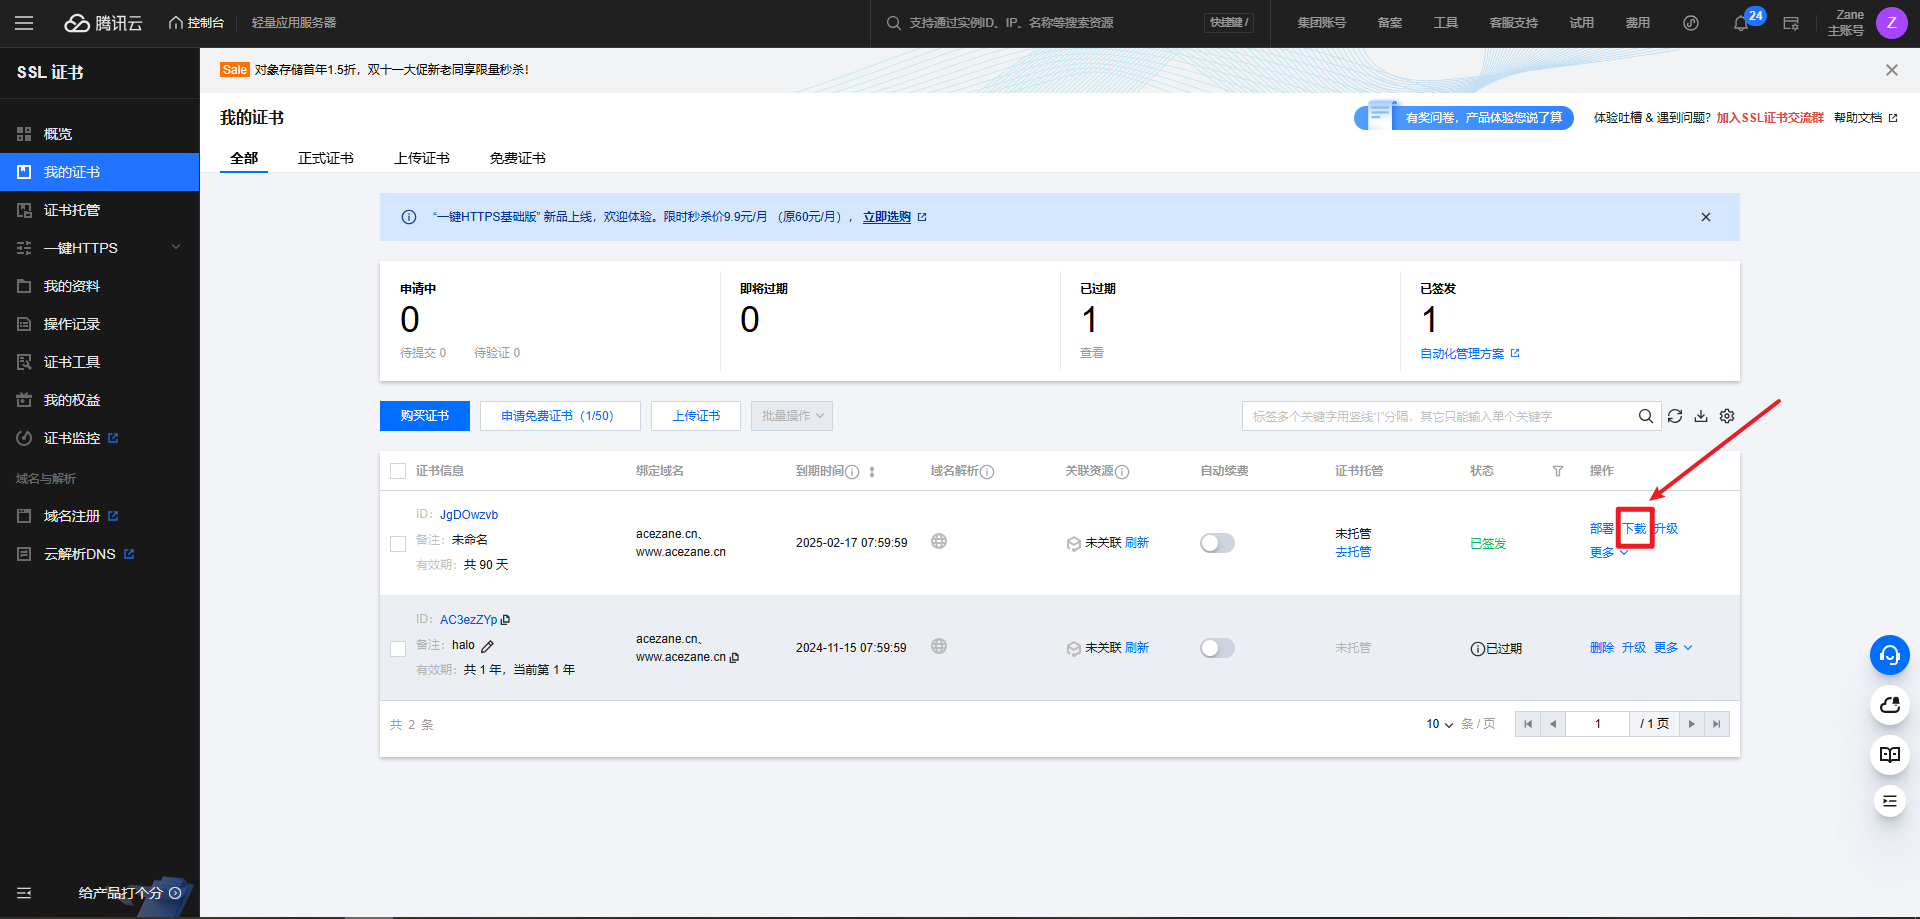 腾讯云
控制台
轻量应用服务器
支持通过实例ID、IP、名称等搜索资源
快捷键 /
集团账号
备案
工具
客服支持
试用
费用
24
Zane
主账号
Z
SSL 证书
概览
我的证书
证书托管
一键HTTPS
我的资料
操作记录
证书工具
我的权益
证书监控
域名与解析
域名注册
云解析DNS
给产品打个分
Sale 对象存储首年1.5折，双十一大促新老同享限量秒杀！
我的证书
有奖问卷，产品体验您说了算
体验吐槽 & 遇到问题？加入SSL证书交流群
帮助文档
全部
正式证书
上传证书
免费证书
“一键HTTPS基础版” 新品上线，欢迎体验。限时秒杀价9.9元/月 （原60元/月），立即选购
申请中
0
待提交 0
待验证 0
即将过期
0
已过期
1
查看
已签发
1
自动化管理方案
购买证书
申请免费证书（1/50）
上传证书
批量操作
标签多个关键字用竖线“|”分隔，其它只能输入单个关键字
证书信息
绑定域名
到期时间
域名解析
关联资源
自动续费
证书托管
状态
操作
ID：JgDOwzvb
备注：未命名
有效期：共 90 天
acezane.cn、
www.acezane.cn
2025-02-17 07:59:59
未关联 刷新
未托管
去托管
已签发
部署 下载 升级
更多
ID：AC3ezZYp
备注：halo
有效期：共 1 年，当前第 1 年
acezane.cn、
www.acezane.cn
2024-11-15 07:59:59
未关联 刷新
未托管
已过期
删除 升级 更多
共 2 条
10 条 / 页
1
/ 1 页